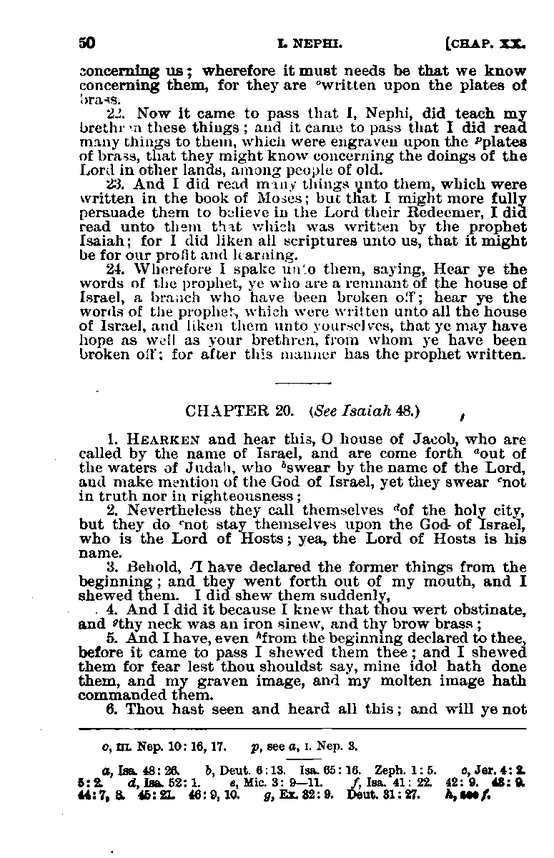 50 I. NEPHI. [CHAP. XX.
concerning us; wherefore it must needs be that we know
concerning them, for they are ᵒwritten upon the plates of
brass.
22. Now it came to pass that I, Nephi, did teach my
brethren these things; and it came to pass that I did read
many things to them, which were engraven upon the ᵖplates
of brass, that they might know concerning the doings of the
Lord in other lands, among people of old.
23. And I did read many things unto them, which were
written in the book of Moses; but that I might more fully
persuade them to believe in the Lord their Redeemer, I did
read unto them that which was written by the prophet
Isaiah; for I did liken all scriptures unto us, that it might
be for our profit and learning.
24. Wherefore I spake unto them, saying, Hear ye the
words of the prophet, ye who are a remnant of the house of
Israel, a branch who have been broken off; hear ye the
words of the prophet, which were written unto all the house
of Israel, and liken them unto yourselves, that ye may have
hope as well as your brethren, from whom ye have been
broken off; for after this manner has the prophet written.
CHAPTER 20. (See Isaiah 48.)
1. HEARKEN and hear this, O house of Jacob, who are
called by the name of Israel, and are come forth ᵃout of
the waters of Judah, who ᵇswear by the name of the Lord,
and make mention of the God of Israel, yet they swear ᶜnot
in truth nor in righteousness;
2. Nevertheless they call themselves ᵈof the holy city,
but they do ᵉnot stay themselves upon the God of Israel,
who is the Lord of Hosts; yea, the Lord of Hosts is his
name.
3. Behold, ᶠI have declared the former things from the
beginning; and they went forth out of my mouth, and I
shewed them. I did shew them suddenly,
4. And I did it because I knew that thou wert obstinate,
and ᵍthy neck was an iron sinew, and thy brow brass;
5. And I have, even ʰfrom the beginning declared to thee,
before it came to pass I shewed them thee; and I shewed
them for fear lest thou shouldst say, mine idol hath done
them, and my graven image, and my molten image hath
commanded them.
6. Thou hast seen and heard all this; and will ye not
o, III. Nep. 10: 16, 17. p, see a, I. Nep. 3.
a, Isa. 48: 26. b, Deut. 6: 13. Isa. 65: 16. Zeph. 1: 5. c, Jer. 4: 2.
5: 2. d, Isa. 52: 1. e, Mic. 3: 9—11. f, Isa. 41: 22. 42: 9. 48: 9.
44: 7, 8. 45: 21. 46: 9, 10. g, Ex. 32: 9. Deut. 31: 27. h, see f.